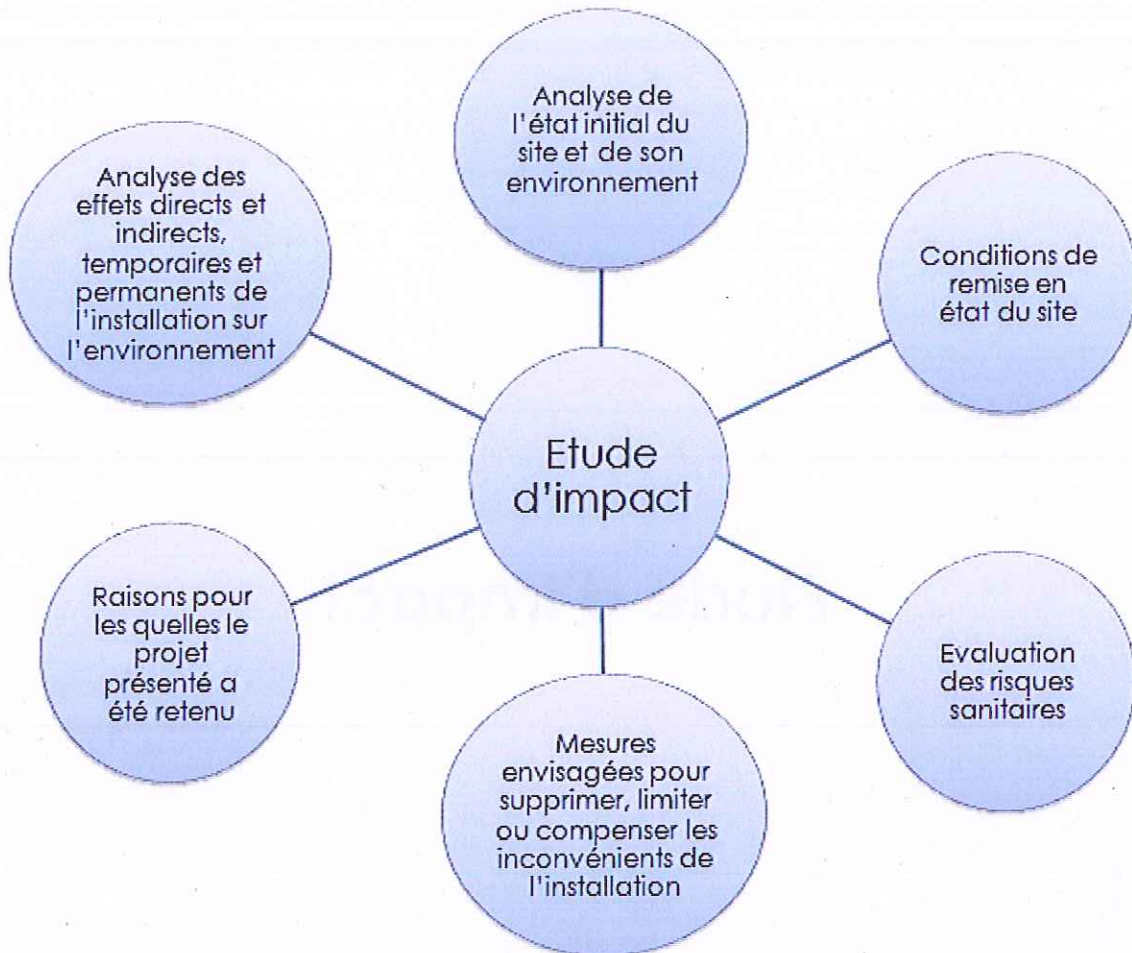 Analyse de
l'état initial du
site et de son
environnement
Analyse des
effets directs et
indirects,
temporaires et
permanents de
l'installation sur
l'environnement
Conditions de
remise en
état du site
Etude
d'impact
Raisons pour
les quelles le
projet
présenté a
été retenu
Evaluation
des risques
sanitaires
Mesures
envisagées pour
supprimer, limiter
ou compenser les
inconvénients de
l'installation